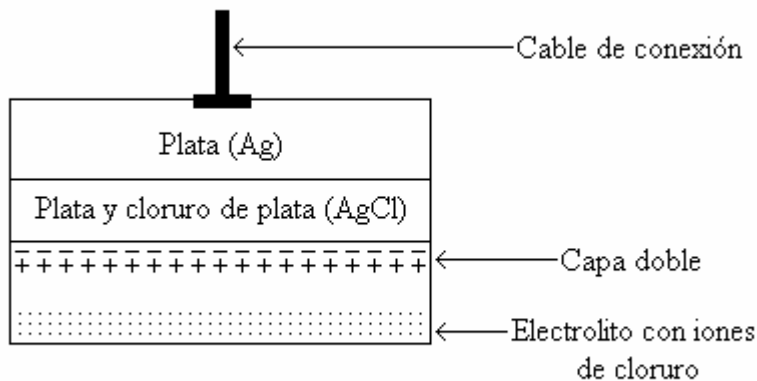 Cable de conexión
Plata (Ag)
Plata y cloruro de plata (AgCl)
− − − − − − − − − − − − − − − − − − −
+ + + + + + + + + + + + + + + + + + +
Capa doble
Electrolito con iones
de cloruro